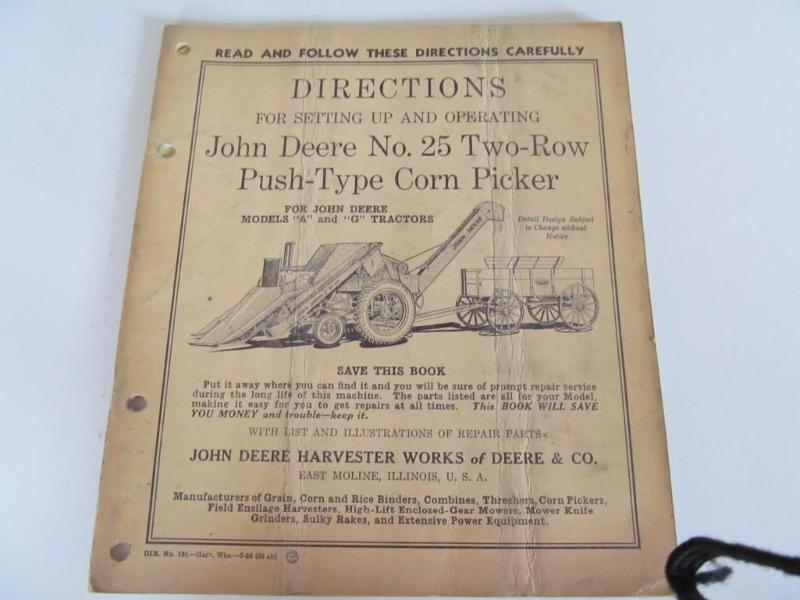 READ AND FOLLOW THESE DIRECTIONS CAREFULLY
DIRECTIONS
FOR SETTING UP AND OPERATING
John Deere No. 25 Two-Row
Push-Type Corn Picker
FOR JOHN DEERE
MODELS "A" and "G" TRACTORS
Detail Design Subject
to Change without
Notice
JOHN DEERE
SAVE THIS BOOK
Put it away where you can find it and you will be sure of prompt repair service
during the long life of this machine. The parts listed are all for your Model,
making it easy for you to get repairs at all times. This BOOK WILL SAVE
YOU MONEY and trouble—keep it.
WITH LIST AND ILLUSTRATIONS OF REPAIR PARTS
JOHN DEERE HARVESTER WORKS of DEERE & CO.
EAST MOLINE, ILLINOIS, U. S. A.
Manufacturers of Grain, Corn and Rice Binders, Combines, Threshers, Corn Pickers,
Field Ensilage Harvesters, High-Lift Enclosed-Gear Mowers, Mower Knife
Grinders, Sulky Rakes, and Extensive Power Equipment.
DIR. No. 191—Harv. Wks.